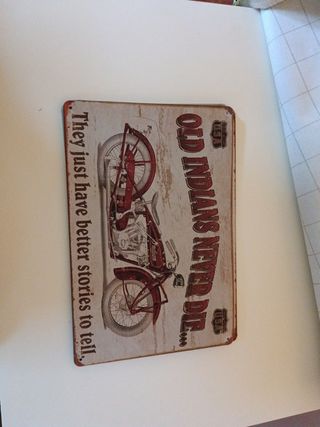 OLD INDIANS NEVER DIE...
They just have better stories to tell.